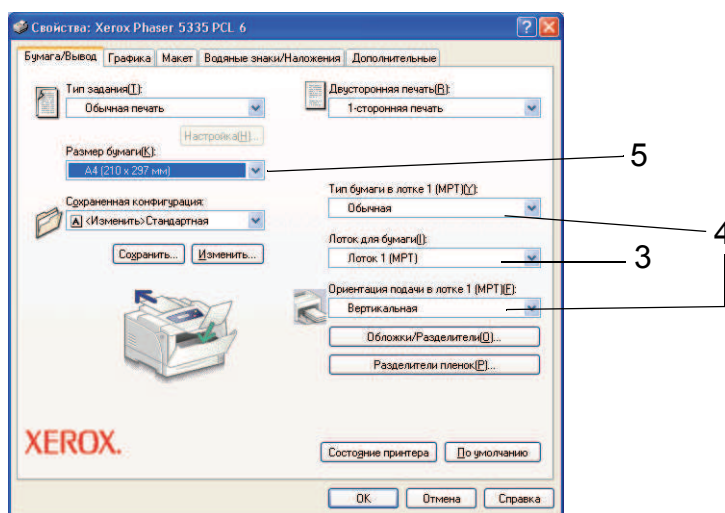 Свойства: Xerox Phaser 5335 PCL 6
Бумага/Вывод Графика Макет Водяные знаки/Наложения Дополнительные
Тип задания(T):
Обычная печать
Настройка(H)...
Размер бумаги(K):
A4 (210 x 297 мм)
Сохраненная конфигурация:
A <Изменить>Стандартная
Сохранить... Изменить...
Двусторонняя печать(R):
1-сторонняя печать
Тип бумаги в лотке 1 (MPT)(Y):
Обычная
Лоток для бумаги(I):
Лоток 1 (MPT)
Ориентация подачи в лотке 1 (MPT)(F):
Вертикальная
Обложки/Разделители(O)...
Разделители пленок(P)...
5
4
3
XEROX.
Состояние принтера По умолчанию
OK Отмена Справка